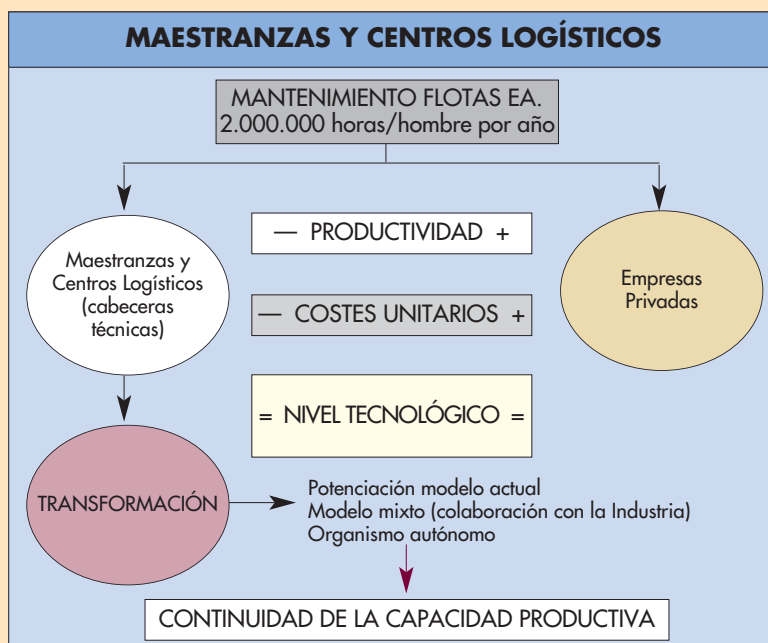 MAESTRANZAS Y CENTROS LOGÍSTICOS
MANTENIMIENTO FLOTAS EA.
2.000.000 horas/hombre por año
Maestranzas y
Centros Logísticos
(cabeceras
técnicas)
— PRODUCTIVIDAD +
Empresas
Privadas
— COSTES UNITARIOS +
= NIVEL TECNOLÓGICO =
TRANSFORMACIÓN
Potenciación modelo actual
Modelo mixto (colaboración con la Industria)
Organismo autónomo
CONTINUIDAD DE LA CAPACIDAD PRODUCTIVA